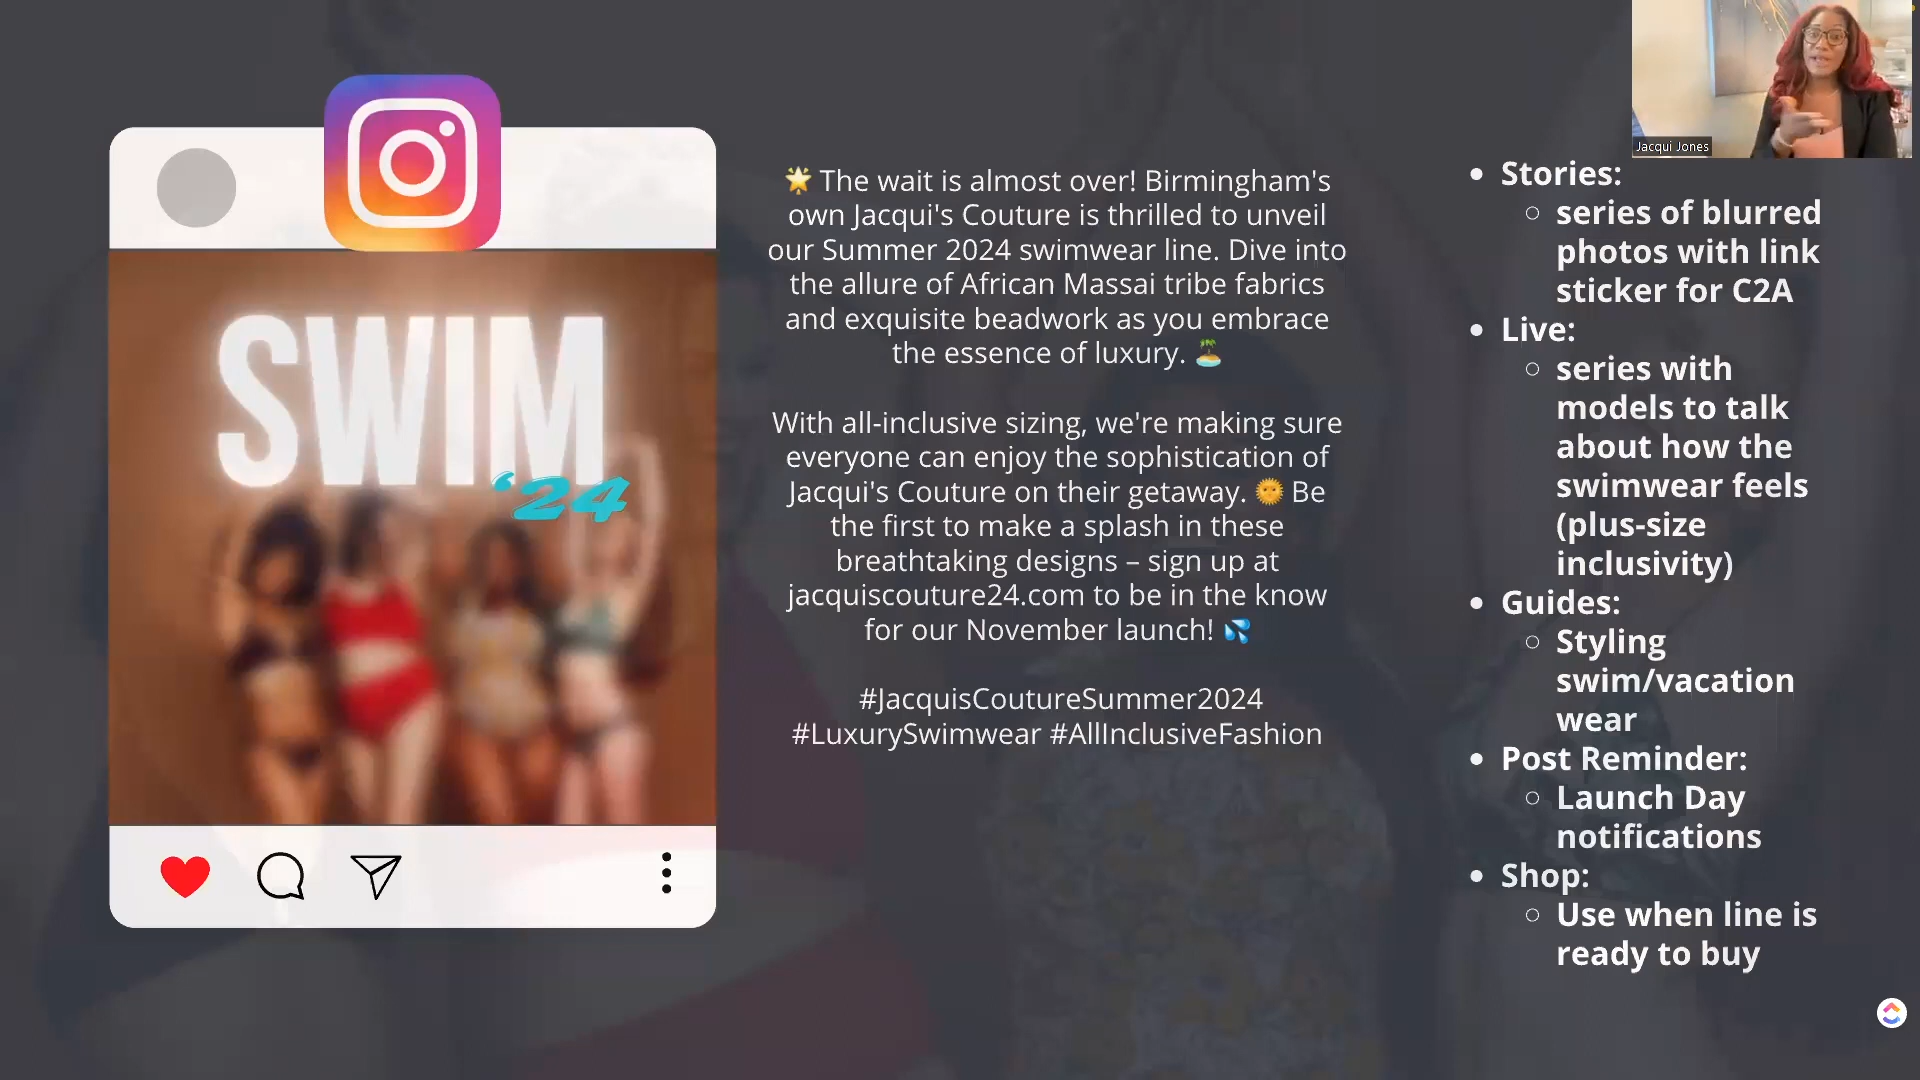 Jacqui Jones
SWIM
‘24
🌟 The wait is almost over! Birmingham's
own Jacqui's Couture is thrilled to unveil
our Summer 2024 swimwear line. Dive into
the allure of African Massai tribe fabrics
and exquisite beadwork as you embrace
the essence of luxury. 🏝️
With all-inclusive sizing, we're making sure
everyone can enjoy the sophistication of
Jacqui's Couture on their getaway. 🌞 Be
the first to make a splash in these
breathtaking designs – sign up at
jacquiscouture24.com to be in the know
for our November launch! 💦
#JacquisCoutureSummer2024
#LuxurySwimwear #AllInclusiveFashion
• Stories:
○ series of blurred
photos with link
sticker for C2A
• Live:
○ series with
models to talk
about how the
swimwear feels
(plus-size
inclusivity)
• Guides:
○ Styling
swim/vacation
wear
• Post Reminder:
○ Launch Day
notifications
• Shop:
○ Use when line is
ready to buy